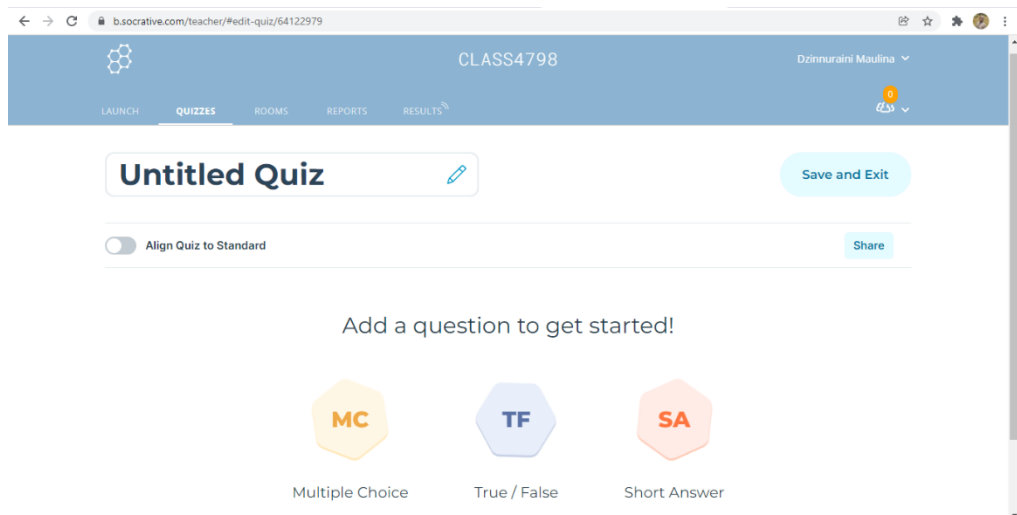 b.socrative.com/teacher/#edit-quiz/64122979
CLASS4798
Dzinnuraini Maulina
LAUNCH QUIZZES ROOMS REPORTS RESULTS
0
Untitled Quiz
Save and Exit
Align Quiz to Standard
Share
Add a question to get started!
MC TF SA
Multiple Choice True / False Short Answer